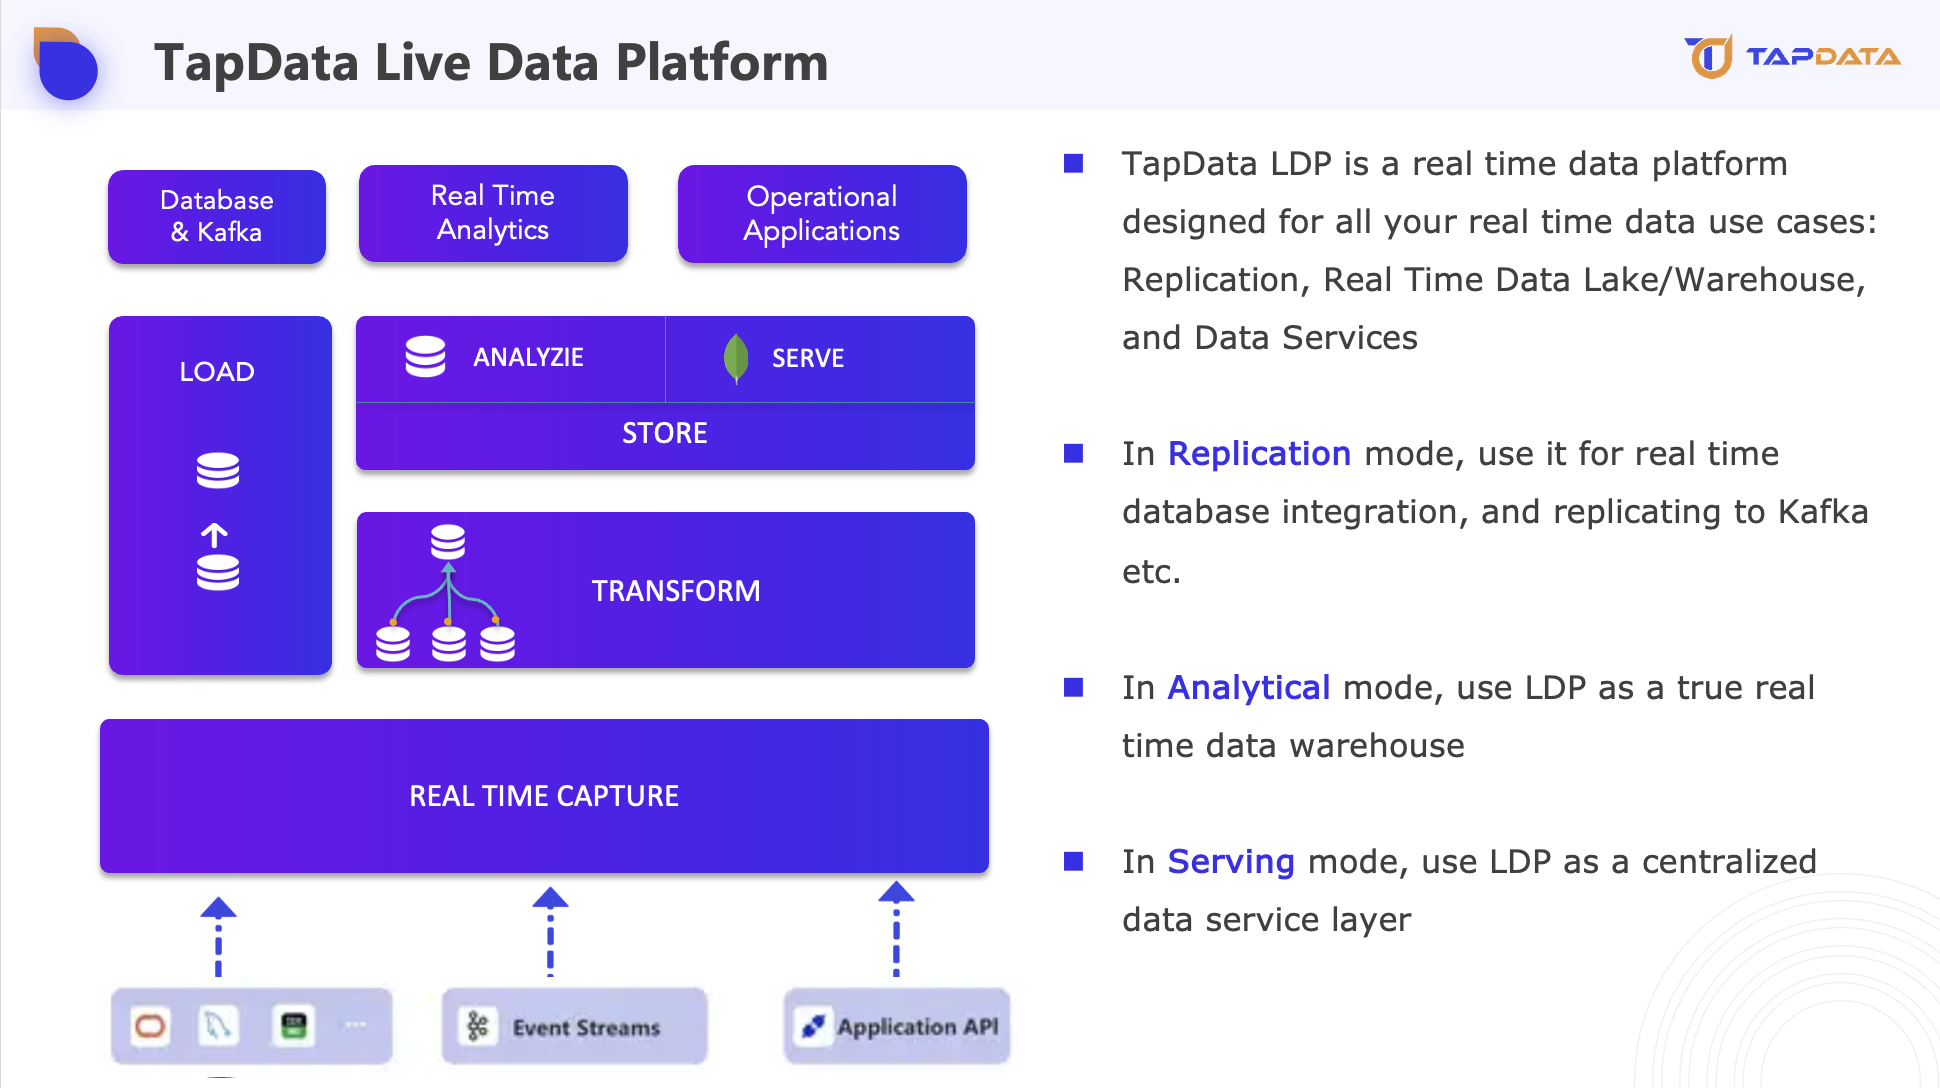 TapData Live Data Platform
TAPDATA
Database
& Kafka
Real Time
Analytics
Operational
Applications
LOAD
ANALYZIE
SERVE
STORE
TRANSFORM
REAL TIME CAPTURE
Event Streams
Application API
TapData LDP is a real time data platform
designed for all your real time data use cases:
Replication, Real Time Data Lake/Warehouse,
and Data Services
In Replication mode, use it for real time
database integration, and replicating to Kafka
etc.
In Analytical mode, use LDP as a true real
time data warehouse
In Serving mode, use LDP as a centralized
data service layer